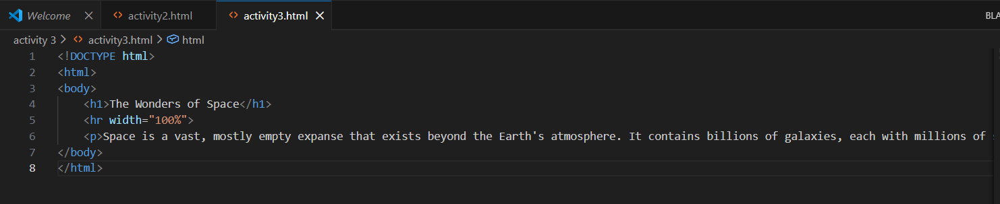 Welcome
activity2.html
activity3.html
activity 3 > activity3.html > html
1 <!DOCTYPE html>
2 <html>
3 <body>
4 <h1>The Wonders of Space</h1>
5 <hr width="100%">
6 <p>Space is a vast, mostly empty expanse that exists beyond the Earth's atmosphere. It contains billions of galaxies, each with millions of
7 </body>
8 </html>